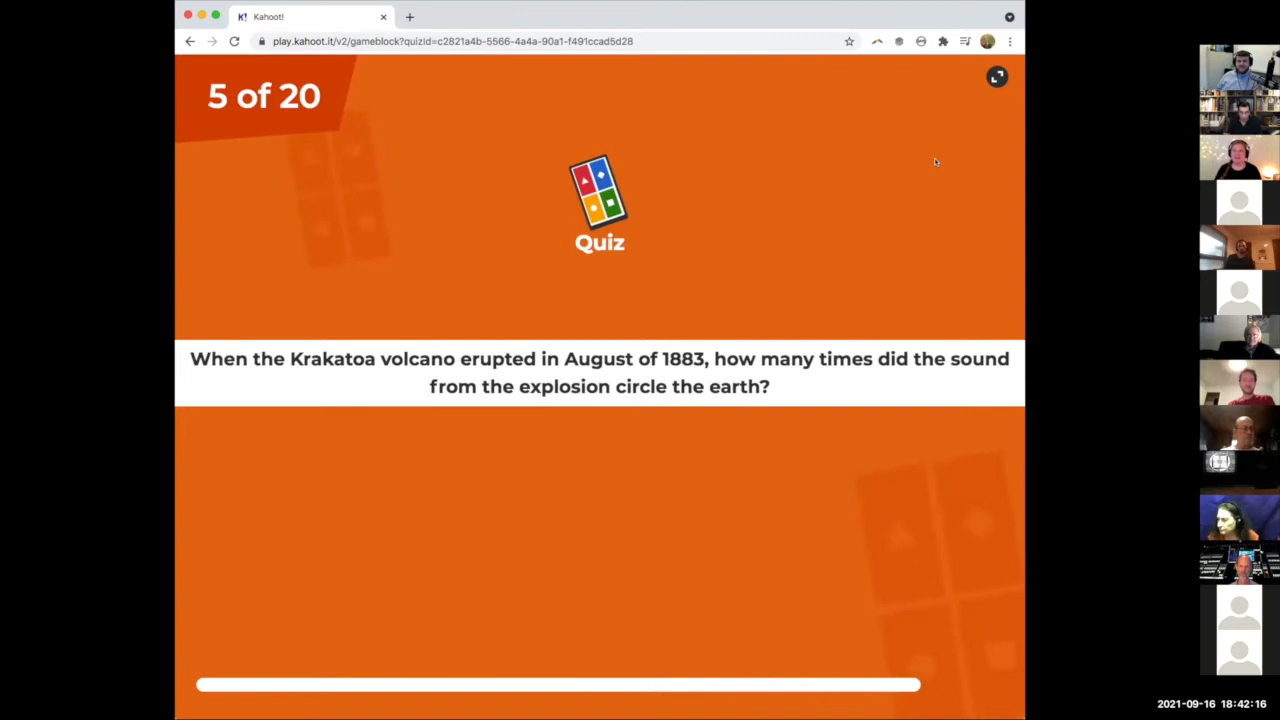 Kahoot!
play.kahoot.it/v2/gameblock?quizId=c2821a4b-5566-4a4a-90a1-f491ccad5d28
5 of 20
Quiz
When the Krakatoa volcano erupted in August of 1883, how many times did the sound
from the explosion circle the earth?
2021-09-16 18:42:16